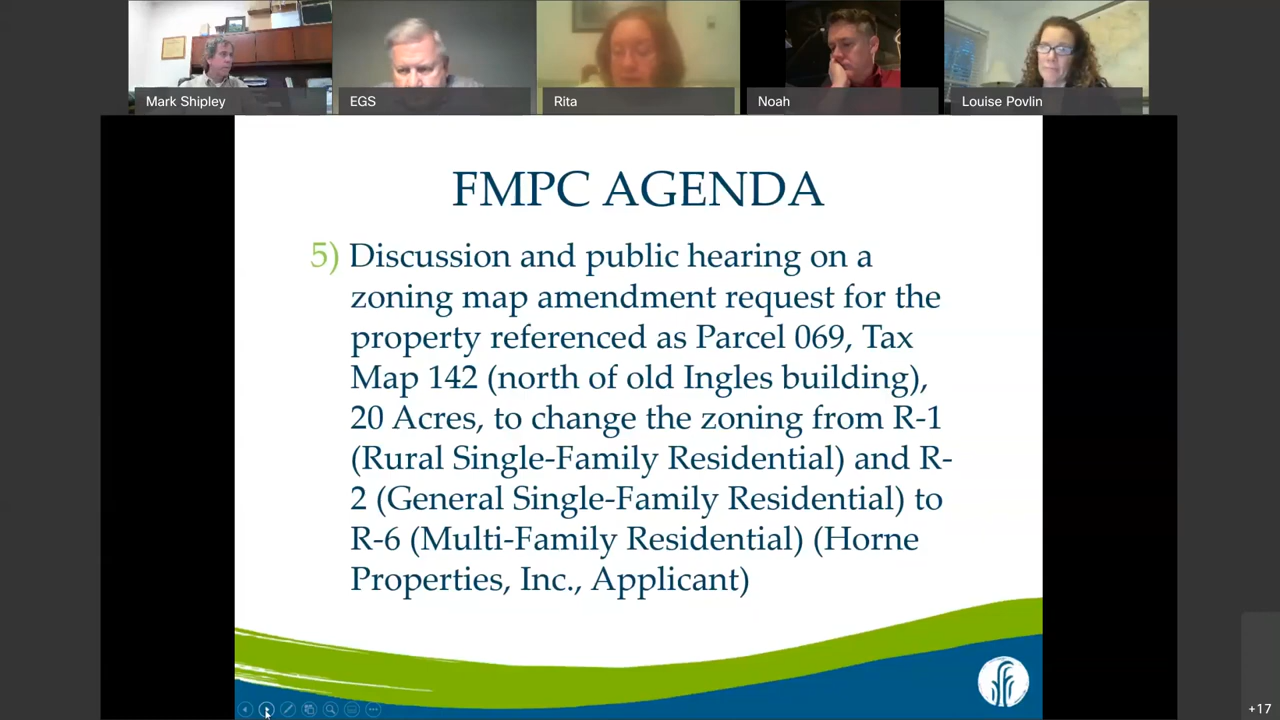 Mark Shipley
EGS
Rita
Noah
Louise Povlin
FMPC AGENDA
5) Discussion and public hearing on a
zoning map amendment request for the
property referenced as Parcel 069, Tax
Map 142 (north of old Ingles building),
20 Acres, to change the zoning from R-1
(Rural Single-Family Residential) and R-
2 (General Single-Family Residential) to
R-6 (Multi-Family Residential) (Horne
Properties, Inc., Applicant)
+17